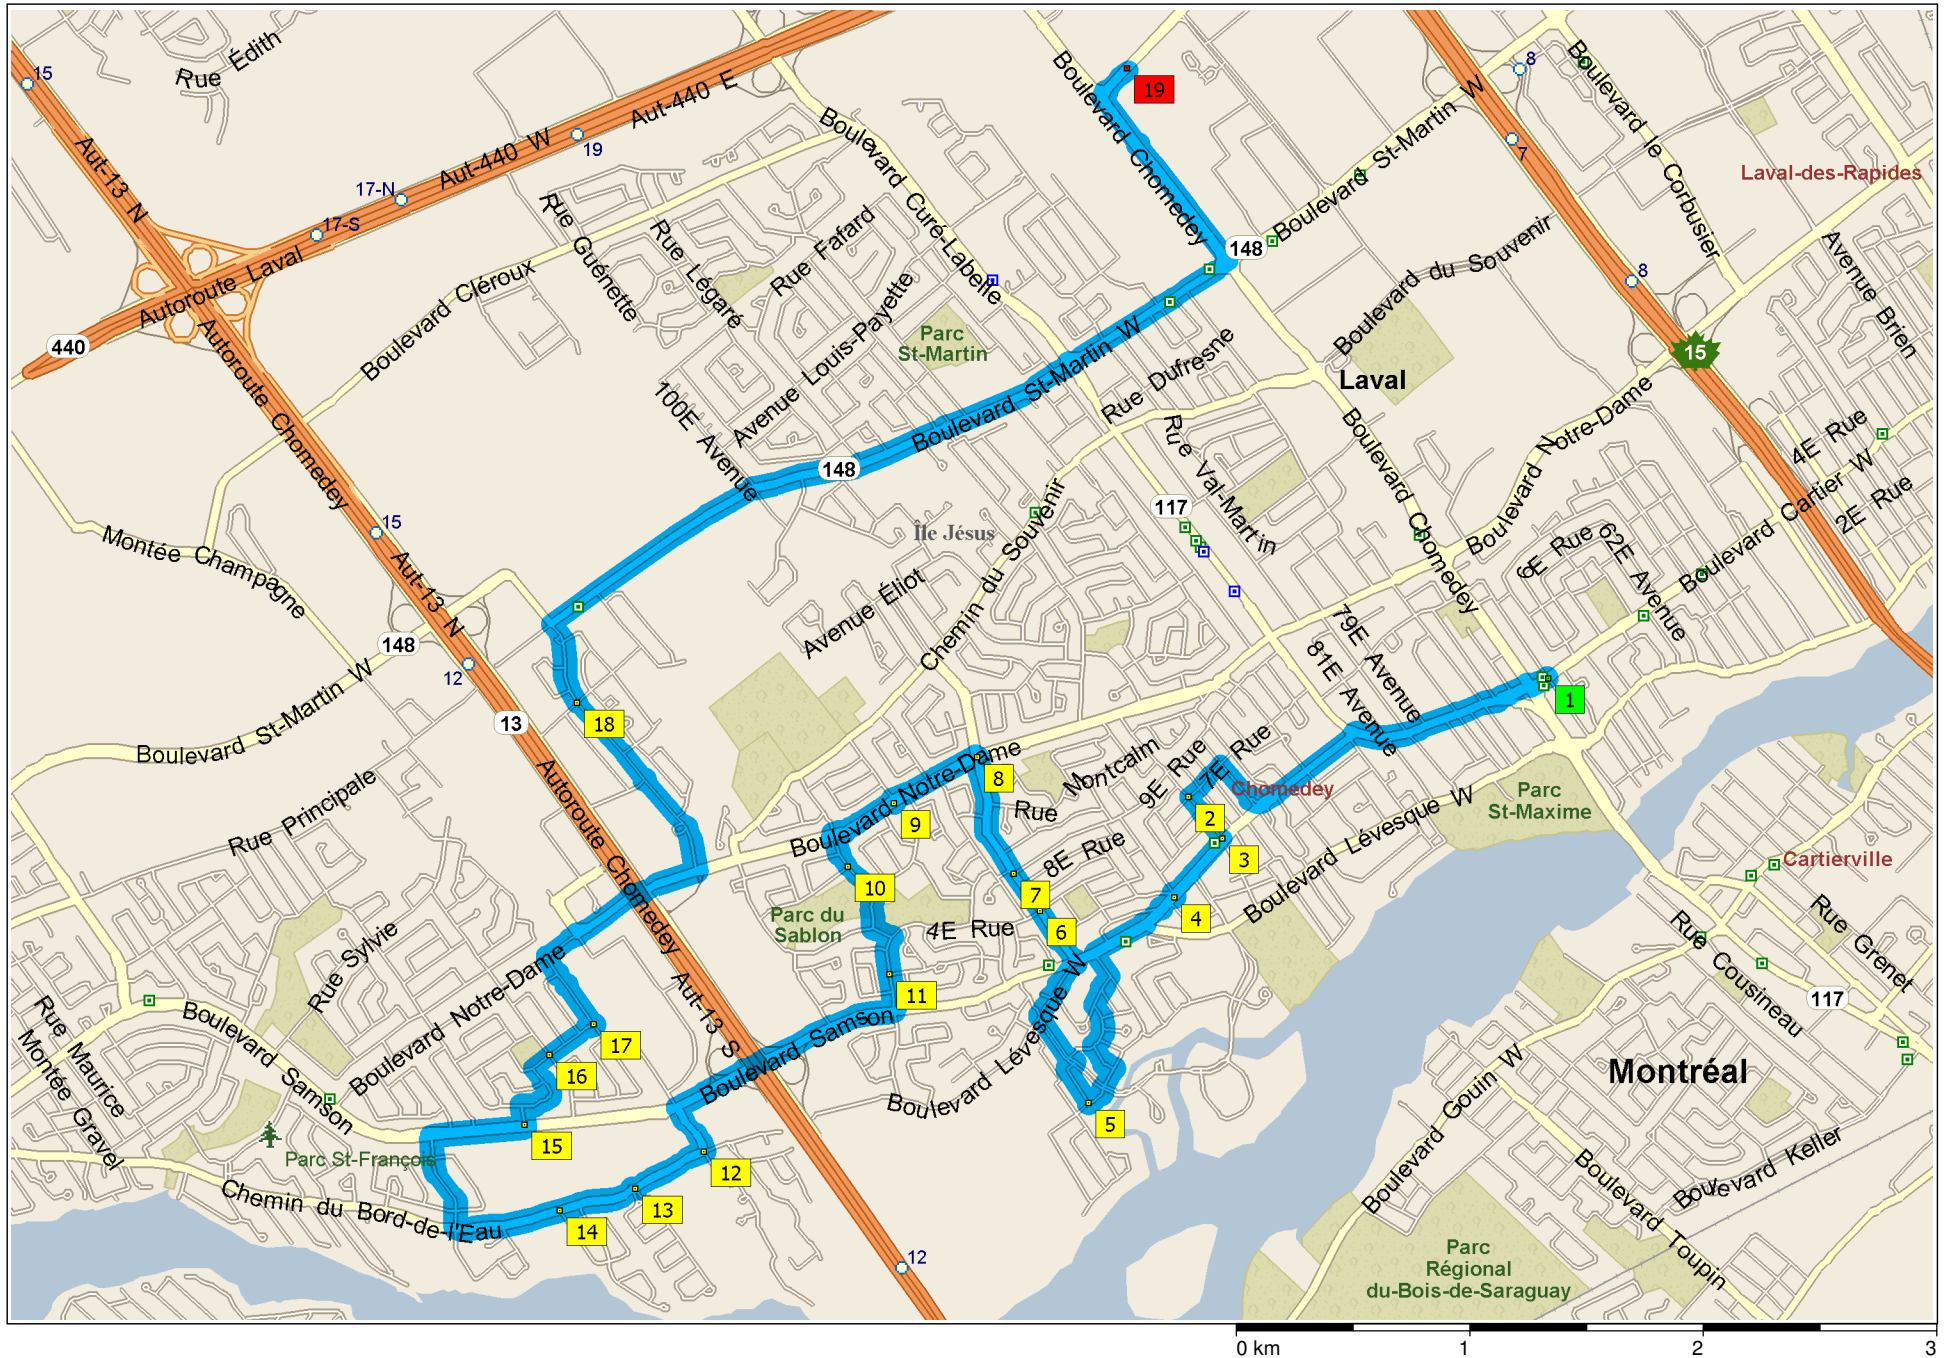 Rue Édith
15
Aut-13 N
Aut-440 W
Aut-440 E
19
17-N
17-S
Autoroute Laval
440
Boulevard Cléroux
Autoroute Chomedey
Rue Guénette
Rue Légaré
Rue Fafard
Boulevard Curé-Labelle
Avenue Louis-Payette
Parc
St-Martin
100E Avenue
Boulevard Chomedey
19
148
Boulevard St-Martin W
8
7
Boulevard le Corbusier
Laval-des-Rapides
Boulevard du Souvenir
8
Avenue Brien
15
Laval
Rue Dufresne
Boulevard St-Martin W
148
Rue Val-Martin
117
Boulevard Chomedey
Boulevard Notre-Dame
4E Rue
Boulevard Cartier W
2E Rue
6E Rue
62E Avenue
Île Jésus
Chemin du Souvenir
Avenue Éliot
Montée Champagne
15
Aut-13 N
148
12
13
Boulevard St-Martin W
Rue Principale
18
79E Avenue
81E Avenue
1
7E Rue
9E Rue
Chomedey
2
3
4
Rue Montcalm
8E Rue
Boulevard Lévesque W
Parc
St-Maxime
Cartierville
Boulevard Notre-Dame
8
9
10
7
6
4E Rue
Parc du
Sablon
11
Autoroute Chomedey
Aut-13 S
Rue Sylvie
Boulevard Notre-Dame
Rue Maurice
Montée Gravel
Boulevard Samson
17
16
15
Boulevard Samson
Boulevard Lévesque W
5
12
13
14
Parc St-François
Chemin du Bord-de-l'Eau
12
Rue Cousineau
Rue Grenet
117
Montréal
Boulevard Gouin W
Boulevard Keller
Boulevard Toupin
Parc
Régional
du-Bois-de-Saraguay
0 km 1 2 3